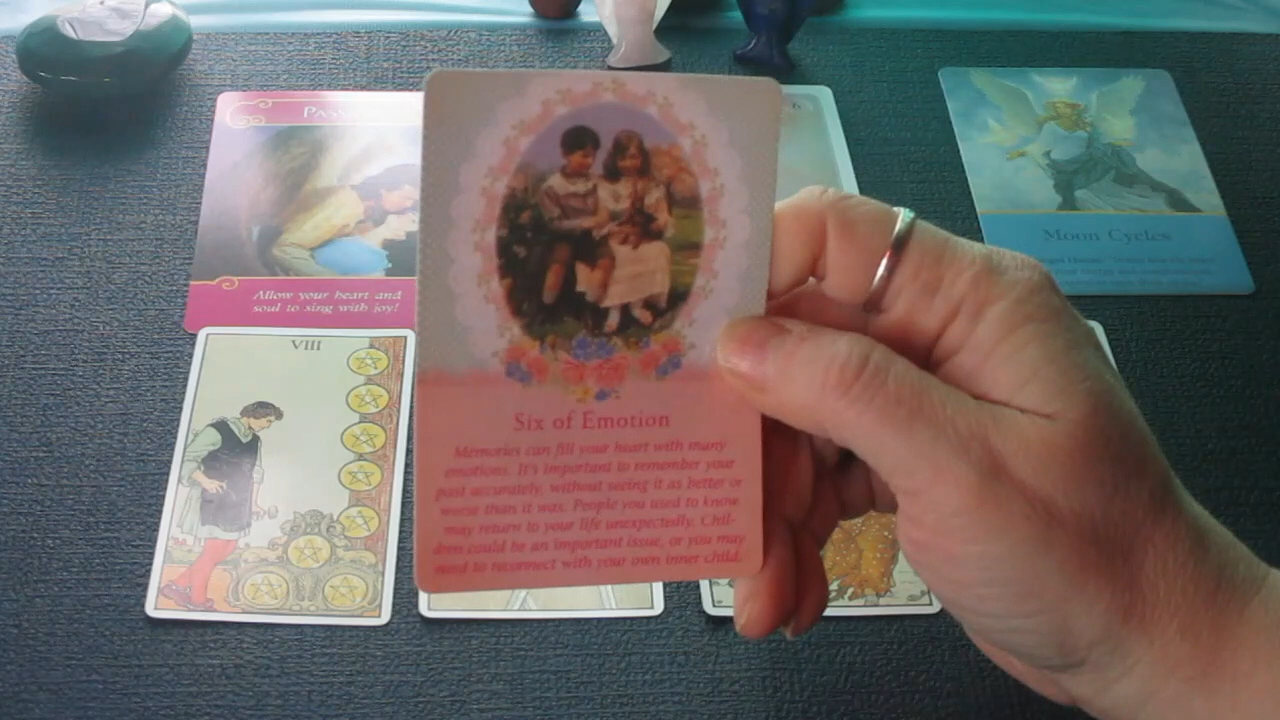 PASS
Allow your heart and
soul to sing with joy!
Moon Cycles
VIII
Six of Emotion
Memories can fill your heart with many
emotions. It's important to remember your
past accurately, without seeing it as better or
worse than it was. People you used to know
may return to your life unexpectedly. Chil-
dren could be an important issue, or you may
need to reconnect with your own inner child.